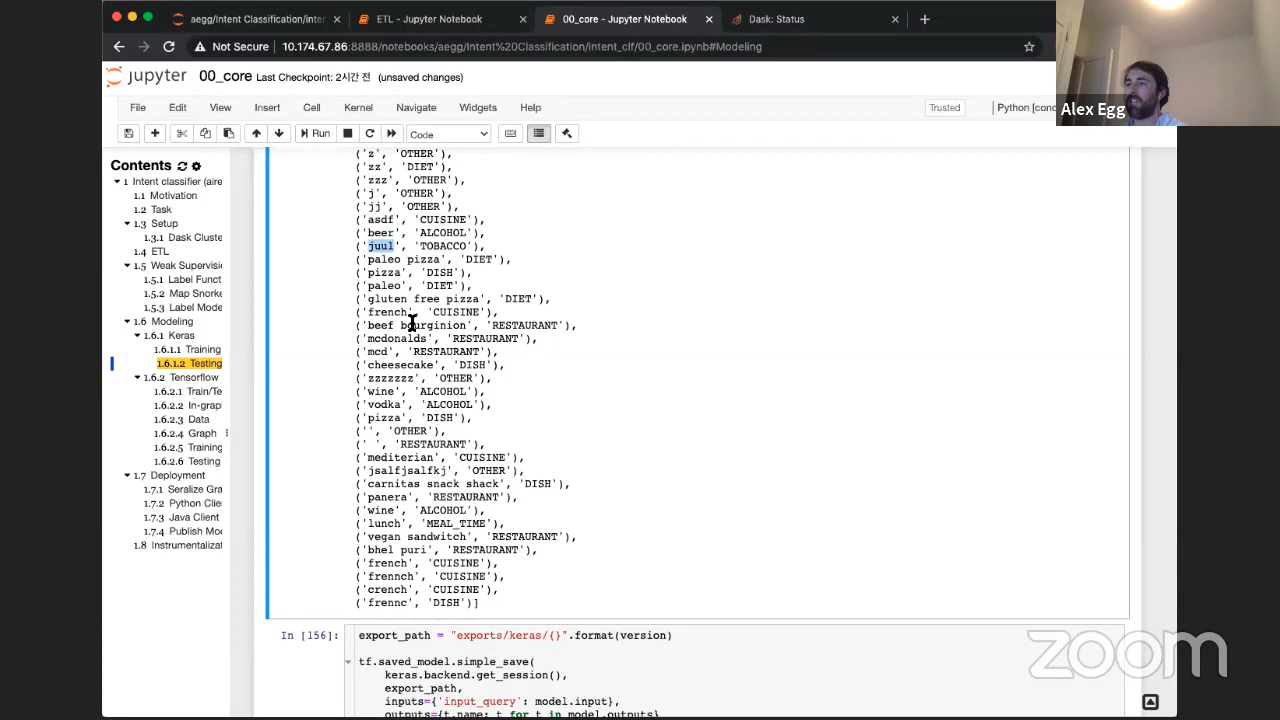 aegg/Intent Classification/inter
ETL - Jupyter Notebook
00_core - Jupyter Notebook
Dask: Status
Not Secure
10.174.67.86:8888/notebooks/aegg/Intent%20Classification/intent_clf/00_core.ipynb#Modeling
Alex Egg
jupyter
00_core Last Checkpoint: 2시간 전 (unsaved changes)
File Edit View Insert Cell Kernel Navigate Widgets Help
Trusted
Python [cond
Run
Code
Contents
1 Intent classifier (aire
1.1 Motivation
1.2 Task
1.3 Setup
1.3.1 Dask Cluste
1.4 ETL
1.5 Weak Supervisi
1.5.1 Label Funct
1.5.2 Map Snorke
1.5.3 Label Mode
1.6 Modeling
1.6.1 Keras
1.6.1.1 Training
1.6.1.2 Testing
1.6.2 Tensorflow
1.6.2.1 Train/Te
1.6.2.2 In-grap
1.6.2.3 Data
1.6.2.4 Graph
1.6.2.5 Training
1.6.2.6 Testing
1.7 Deployment
1.7.1 Seralize Gra
1.7.2 Python Clie
1.7.3 Java Client
1.7.4 Publish Mo
1.8 Instrumentaliza
('z', 'OTHER'),
('zz', 'DIET'),
('zzz', 'OTHER'),
('j', 'OTHER'),
('jj', 'OTHER'),
('asdf', 'CUISINE'),
('beer', 'ALCOHOL'),
('juul', 'TOBACCO'),
('paleo pizza', 'DIET'),
('pizza', 'DISH'),
('paleo', 'DIET'),
('gluten free pizza', 'DIET'),
('french', 'CUISINE'),
('beef bourginion', 'RESTAURANT'),
('mcdonalds', 'RESTAURANT'),
('mcd', 'RESTAURANT'),
('cheesecake', 'DISH'),
('zzzzzzz', 'OTHER'),
('wine', 'ALCOHOL'),
('vodka', 'ALCOHOL'),
('pizza', 'DISH'),
('', 'OTHER'),
(' ', 'RESTAURANT'),
('mediterian', 'CUISINE'),
('jsalfjsalfkj', 'OTHER'),
('carnitas snack shack', 'DISH'),
('panera', 'RESTAURANT'),
('wine', 'ALCOHOL'),
('lunch', 'MEAL_TIME'),
('vegan sandwitch', 'RESTAURANT'),
('bhel puri', 'RESTAURANT'),
('french', 'CUISINE'),
('frennch', 'CUISINE'),
('crench', 'CUISINE'),
('frennc', 'DISH')]
In [156]:
export_path = "exports/keras/{}".format(version)
tf.saved_model.simple_save(
keras.backend.get_session(),
export_path,
inputs={'input_query': model.input},
outputs={t.name: t for t in model.outputs}
zoom